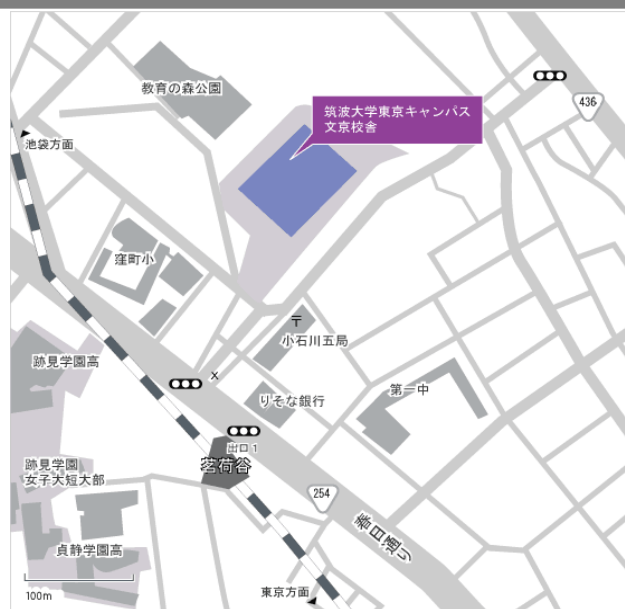 教育の森公園
筑波大学東京キャンパス
文京校舎
436
池袋方面
窪町小
〒
小石川五局
跡見学園高
X
りそな銀行
第一中
出口1
茗荷谷
跡見学園
女子大短大部
254
春日通り
貞静学園高
100m
東京方面